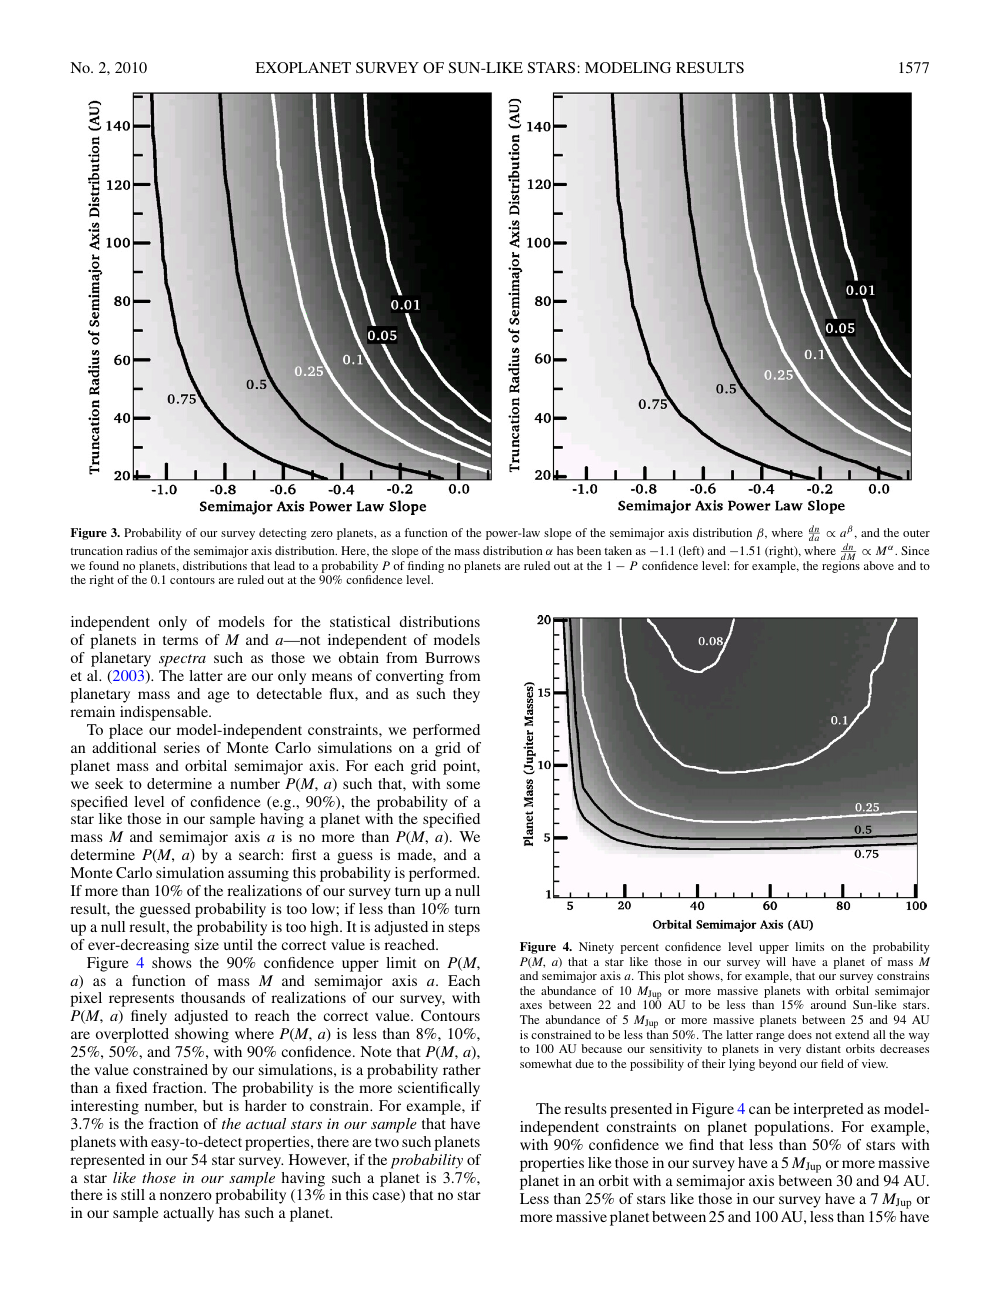 No. 2, 2010 EXOPLANET SURVEY OF SUN-LIKE STARS: MODELING RESULTS 1577
Truncation Radius of Semimajor Axis Distribution (AU)
140
120
100
80
60
40
20
0.01
0.05
0.1
0.25
0.5
0.75
-1.0 -0.8 -0.6 -0.4 -0.2 0.0
Semimajor Axis Power Law Slope
Truncation Radius of Semimajor Axis Distribution (AU)
140
120
100
80
60
40
20
0.01
0.05
0.1
0.25
0.5
0.75
-1.0 -0.8 -0.6 -0.4 -0.2 0.0
Semimajor Axis Power Law Slope
Figure 3. Probability of our survey detecting zero planets, as a function of the power-law slope of the semimajor axis distribution β, where dn/da ∝ a^β, and the outer
truncation radius of the semimajor axis distribution. Here, the slope of the mass distribution α has been taken as −1.1 (left) and −1.51 (right), where dn/dM ∝ M^α. Since
we found no planets, distributions that lead to a probability P of finding no planets are ruled out at the 1 − P confidence level: for example, the regions above and to
the right of the 0.1 contours are ruled out at the 90% confidence level.
independent only of models for the statistical distributions
of planets in terms of M and a—not independent of models
of planetary spectra such as those we obtain from Burrows
et al. (2003). The latter are our only means of converting from
planetary mass and age to detectable flux, and as such they
remain indispensable.
To place our model-independent constraints, we performed
an additional series of Monte Carlo simulations on a grid of
planet mass and orbital semimajor axis. For each grid point,
we seek to determine a number P(M, a) such that, with some
specified level of confidence (e.g., 90%), the probability of a
star like those in our sample having a planet with the specified
mass M and semimajor axis a is no more than P(M, a). We
determine P(M, a) by a search: first a guess is made, and a
Monte Carlo simulation assuming this probability is performed.
If more than 10% of the realizations of our survey turn up a null
result, the guessed probability is too low; if less than 10% turn
up a null result, the probability is too high. It is adjusted in steps
of ever-decreasing size until the correct value is reached.
Figure 4 shows the 90% confidence upper limit on P(M,
a) as a function of mass M and semimajor axis a. Each
pixel represents thousands of realizations of our survey, with
P(M, a) finely adjusted to reach the correct value. Contours
are overplotted showing where P(M, a) is less than 8%, 10%,
25%, 50%, and 75%, with 90% confidence. Note that P(M, a),
the value constrained by our simulations, is a probability rather
than a fixed fraction. The probability is the more scientifically
interesting number, but is harder to constrain. For example, if
3.7% is the fraction of the actual stars in our sample that have
planets with easy-to-detect properties, there are two such planets
represented in our 54 star survey. However, if the probability of
a star like those in our sample having such a planet is 3.7%,
there is still a nonzero probability (13% in this case) that no star
in our sample actually has such a planet.
Planet Mass (Jupiter Masses)
20
15
10
5
1
0.08
0.1
0.25
0.5
0.75
5 20 40 60 80 100
Orbital Semimajor Axis (AU)
Figure 4. Ninety percent confidence level upper limits on the probability
P(M, a) that a star like those in our survey will have a planet of mass M
and semimajor axis a. This plot shows, for example, that our survey constrains
the abundance of 10 MJup or more massive planets with orbital semimajor
axes between 22 and 100 AU to be less than 15% around Sun-like stars.
The abundance of 5 MJup or more massive planets between 25 and 94 AU
is constrained to be less than 50%. The latter range does not extend all the way
to 100 AU because our sensitivity to planets in very distant orbits decreases
somewhat due to the possibility of their lying beyond our field of view.
The results presented in Figure 4 can be interpreted as model-
independent constraints on planet populations. For example,
with 90% confidence we find that less than 50% of stars with
properties like those in our survey have a 5 MJup or more massive
planet in an orbit with a semimajor axis between 30 and 94 AU.
Less than 25% of stars like those in our survey have a 7 MJup or
more massive planet between 25 and 100 AU, less than 15% have